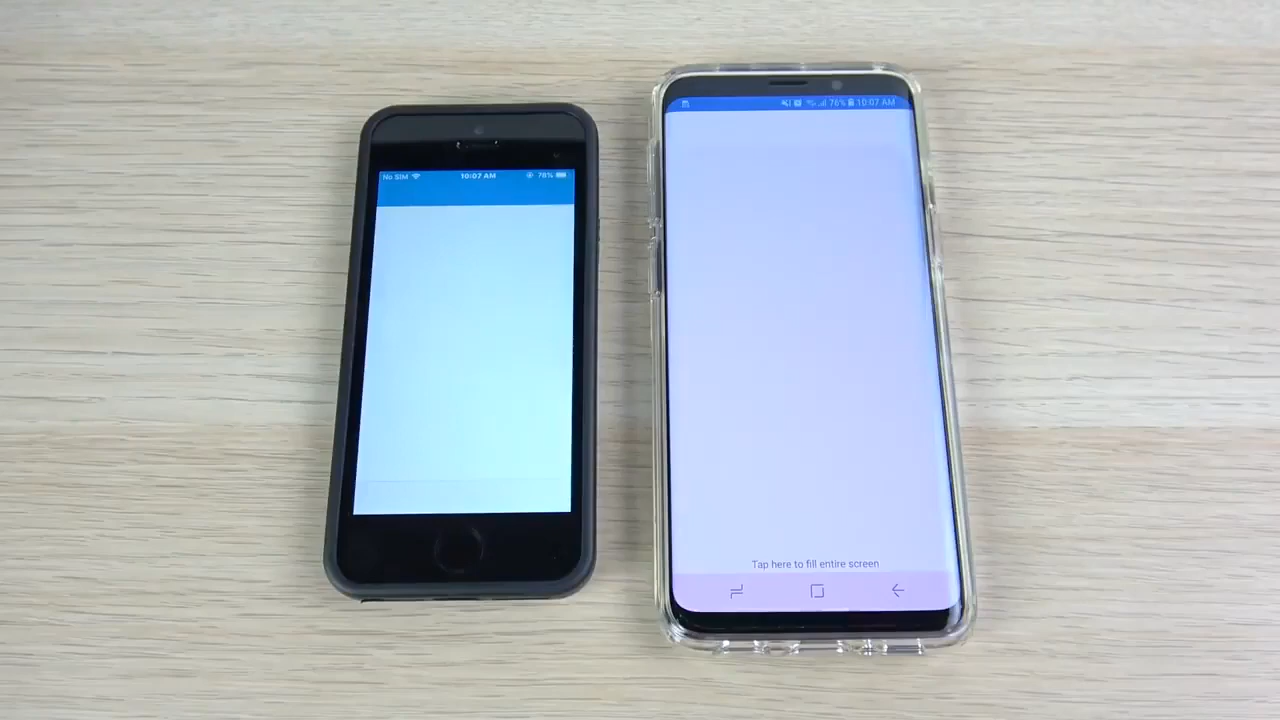 No SIM 10:07 AM 78%
76% 10:07 AM
Tap here to fill entire screen